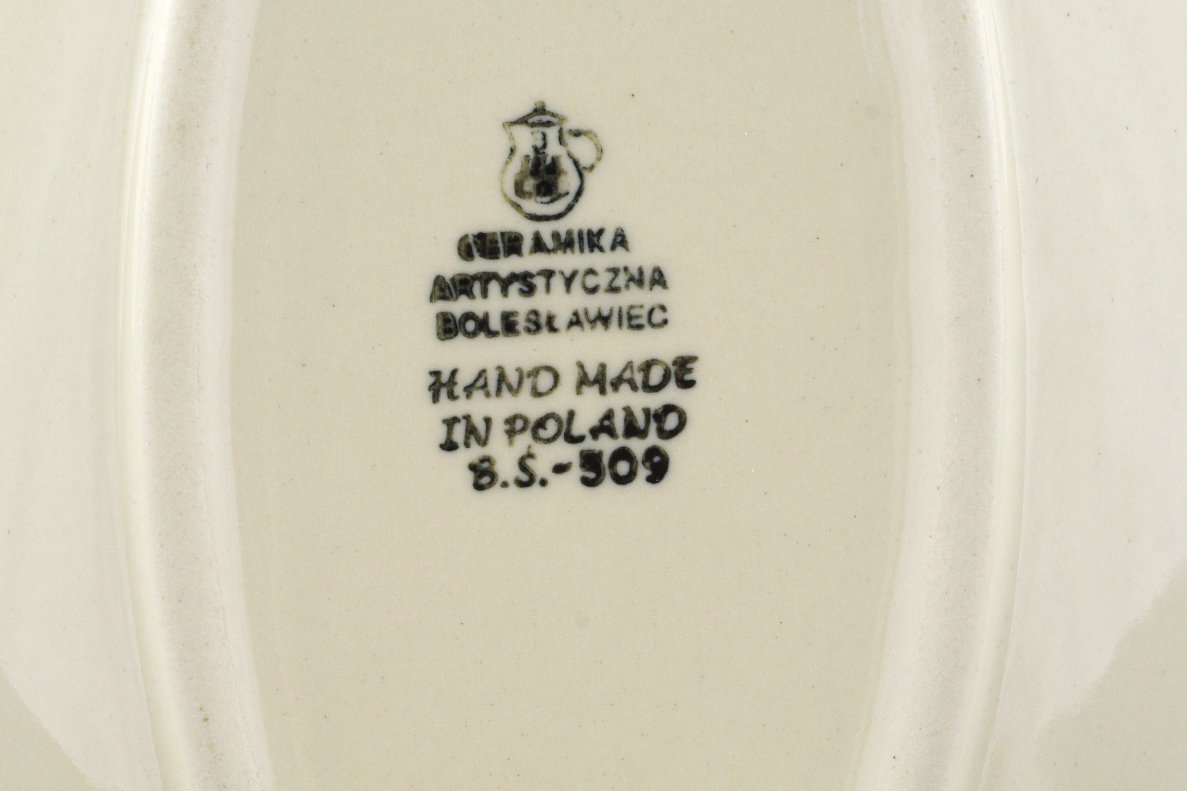 CERAMIKA
ARTYSTYCZNA
BOLESŁAWIEC
HAND MADE
IN POLAND
B.Ś.-509